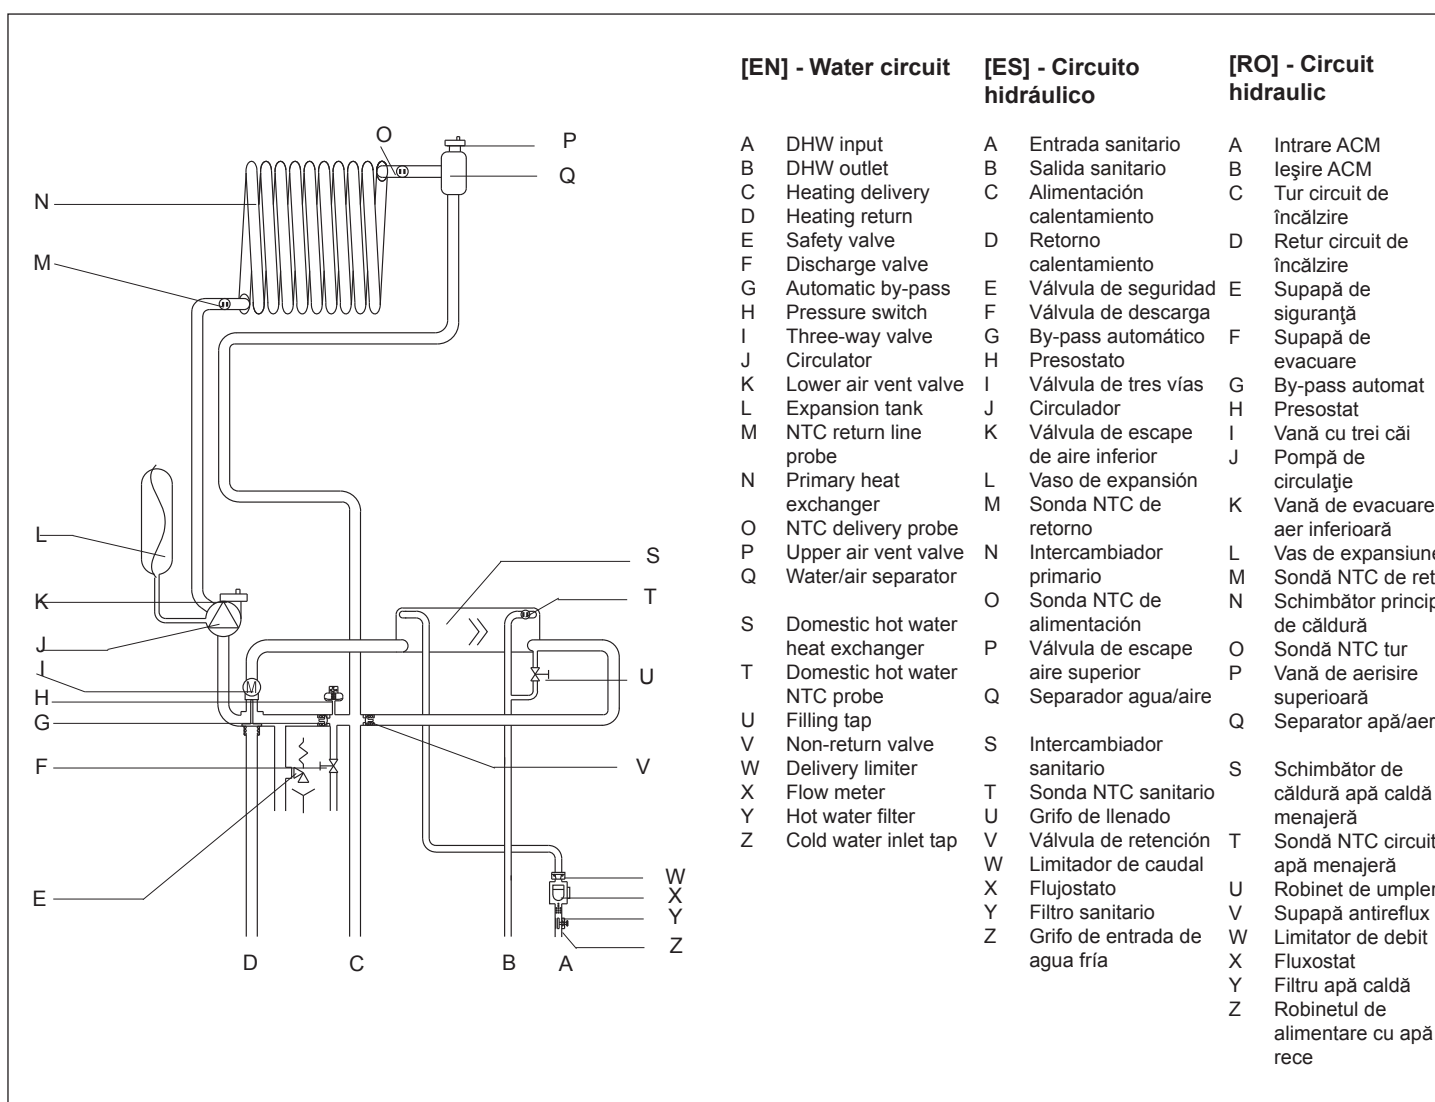 O
P
Q
N
M
L
K
J
I
H
G
F
E
S
T
U
V
W
X
Y
Z
M
D
C
B
A
[EN] - Water circuit
A DHW input
B DHW outlet
C Heating delivery
D Heating return
E Safety valve
F Discharge valve
G Automatic by-pass
H Pressure switch
I Three-way valve
J Circulator
K Lower air vent valve
L Expansion tank
M NTC return line
probe
N Primary heat
exchanger
O NTC delivery probe
P Upper air vent valve
Q Water/air separator
S Domestic hot water
heat exchanger
T Domestic hot water
NTC probe
U Filling tap
V Non-return valve
W Delivery limiter
X Flow meter
Y Hot water filter
Z Cold water inlet tap
[ES] - Circuito
hidráulico
A Entrada sanitario
B Salida sanitario
C Alimentación
calentamiento
D Retorno
calentamiento
E Válvula de seguridad
F Válvula de descarga
G By-pass automático
H Presostato
I Válvula de tres vías
J Circulador
K Válvula de escape
de aire inferior
L Vaso de expansión
M Sonda NTC de
retorno
N Intercambiador
primario
O Sonda NTC de
alimentación
P Válvula de escape
aire superior
Q Separador agua/aire
S Intercambiador
sanitario
T Sonda NTC sanitario
U Grifo de llenado
V Válvula de retención
W Limitador de caudal
X Flujostato
Y Filtro sanitario
Z Grifo de entrada de
agua fría
[RO] - Circuit
hidraulic
A Intrare ACM
B Ieşire ACM
C Tur circuit de
încălzire
D Retur circuit de
încălzire
E Supapă de
siguranţă
F Supapă de
evacuare
G By-pass automat
H Presostat
I Vană cu trei căi
J Pompă de
circulaţie
K Vană de evacuare
aer inferioară
L Vas de
M Sondă NTC de
N Schimbător
de căldură
O Sondă NTC tur
P Vană de aerisire
superioară
Q Separator apă/aer
S Schimbător de
căldură apă caldă
menajeră
T Sondă NTC circuit
apă menajeră
U Robinet de
V Supapă antireflux
W Limitator de debit
X Fluxostat
Y Filtru apă caldă
Z Robinetul de
alimentare cu apă
rece